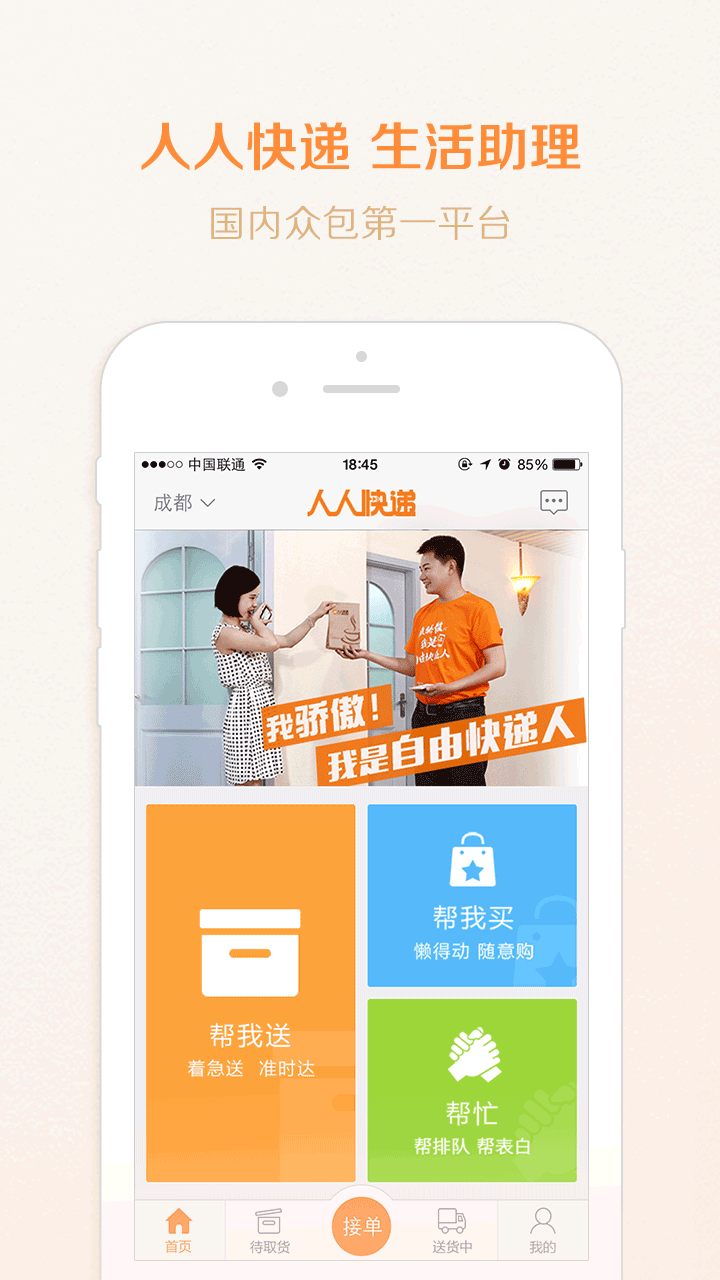 人人快递 生活助理
国内众包第一平台
中国联通 18:45 85%
成都 人人快递
我骄傲!
我是自由快递人
帮我送
着急送 准时达
帮我买
懒得动 随意购
帮忙
帮排队 帮表白
首页 待取货 接单 送货中 我的